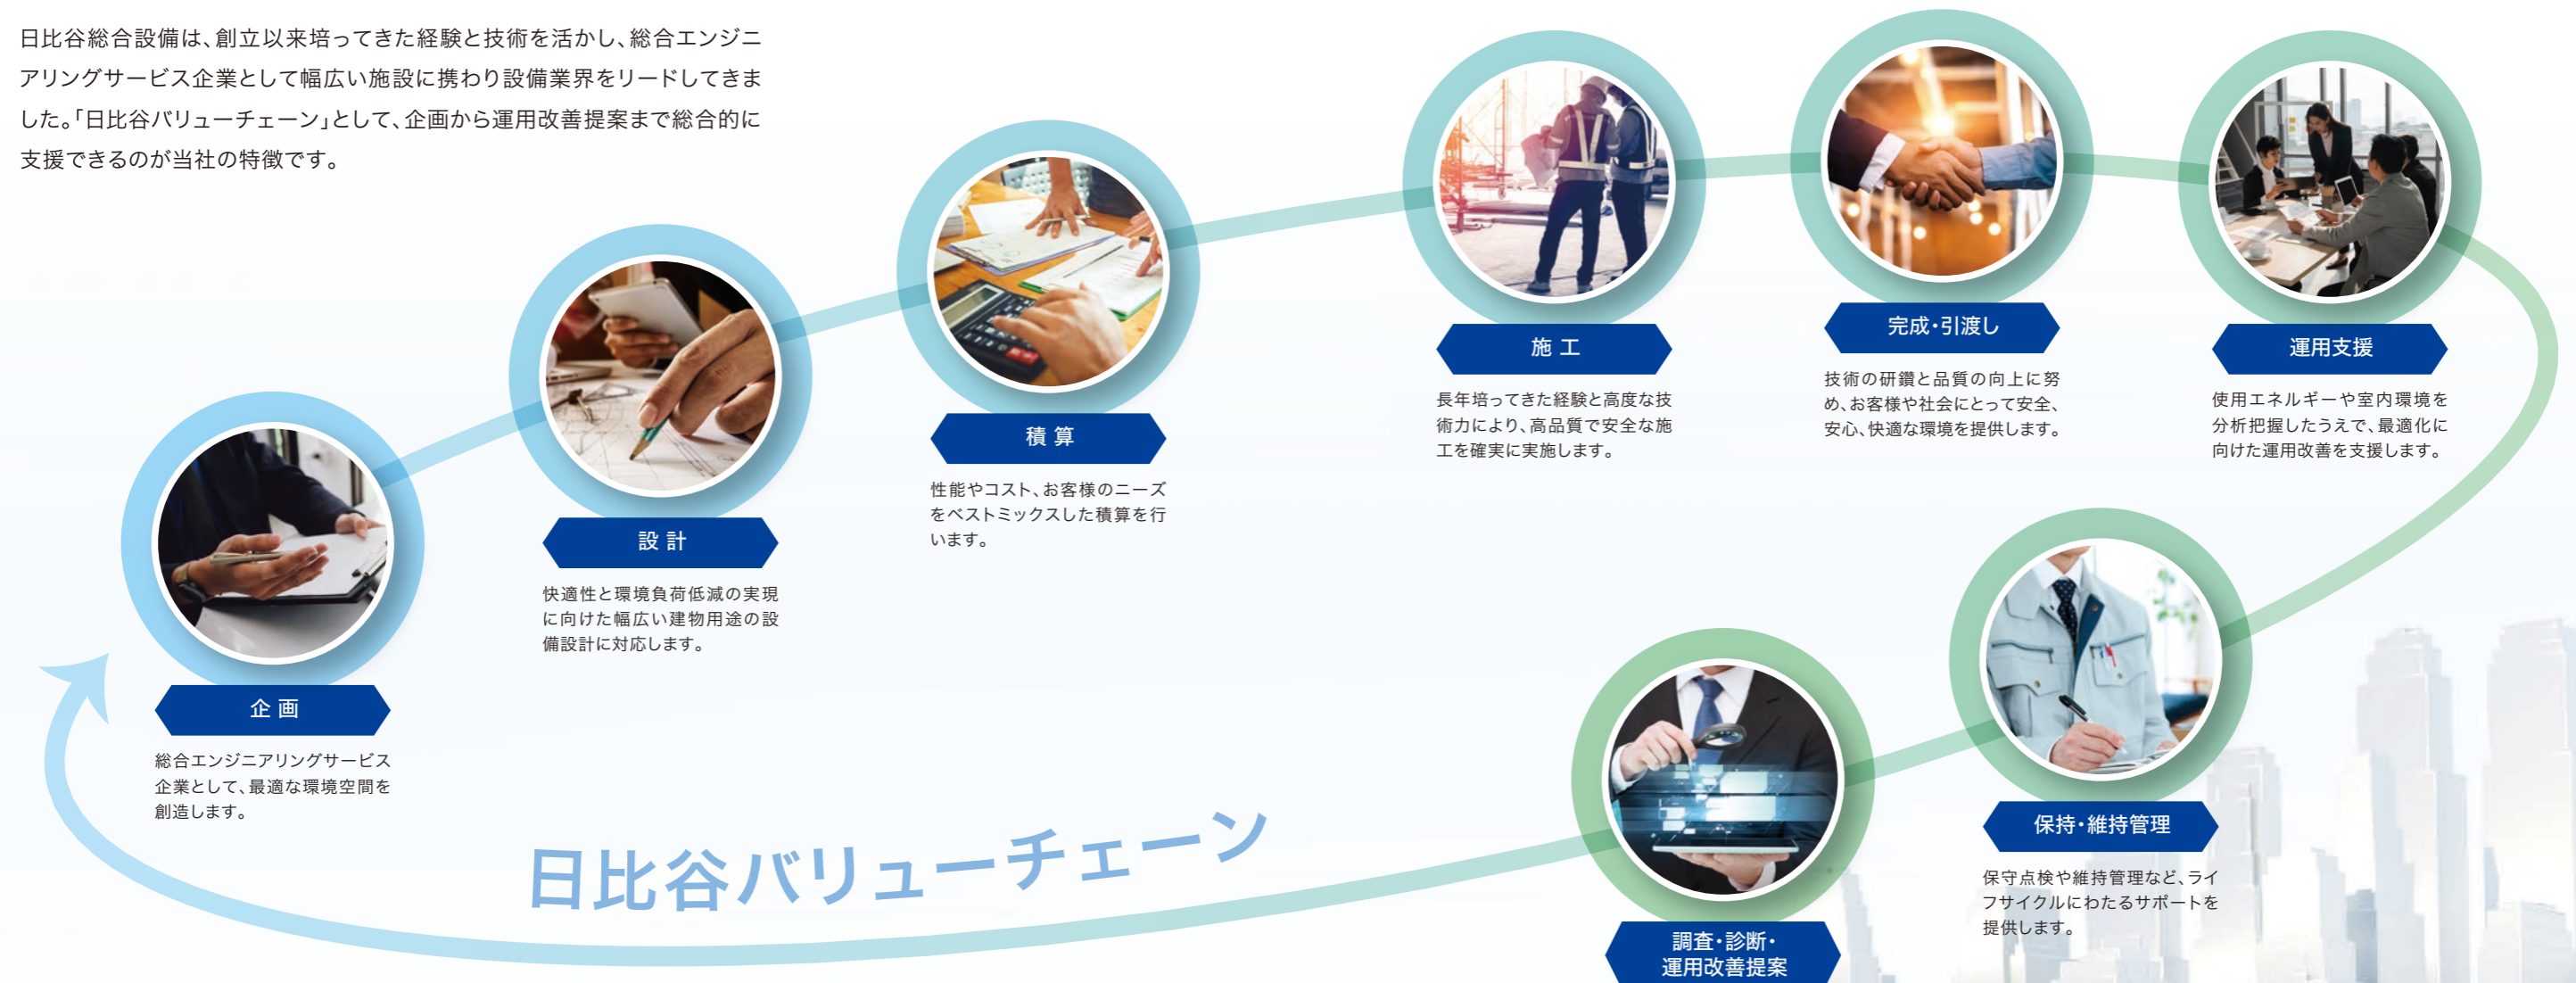 日比谷総合設備は、創立以来培ってきた経験と技術を活かし、総合エンジニ
アリングサービス企業として幅広い施設に携わり設備業界をリードしてきま
した。「日比谷バリューチェーン」として、企画から運用改善提案まで総合的に
支援できるのが当社の特徴です。
企 画
総合エンジニアリングサービス
企業として、最適な環境空間を
創造します。
設 計
快適性と環境負荷低減の実現
に向けた幅広い建物用途の設
備設計に対応します。
積 算
性能やコスト、お客様のニーズ
をベストミックスした積算を行
います。
施 工
長年培ってきた経験と高度な技
術力により、高品質で安全な施
工を確実に実施します。
完成・引渡し
技術の研鑽と品質の向上に努
め、お客様や社会にとって安全、
安心、快適な環境を提供します。
運用支援
使用エネルギーや室内環境を
分析把握したうえで、最適化に
向けた運用改善を支援します。
保持・維持管理
保守点検や維持管理など、ライ
フサイクルにわたるサポートを
提供します。
調査・診断・
運用改善提案
日比谷バリューチェーン